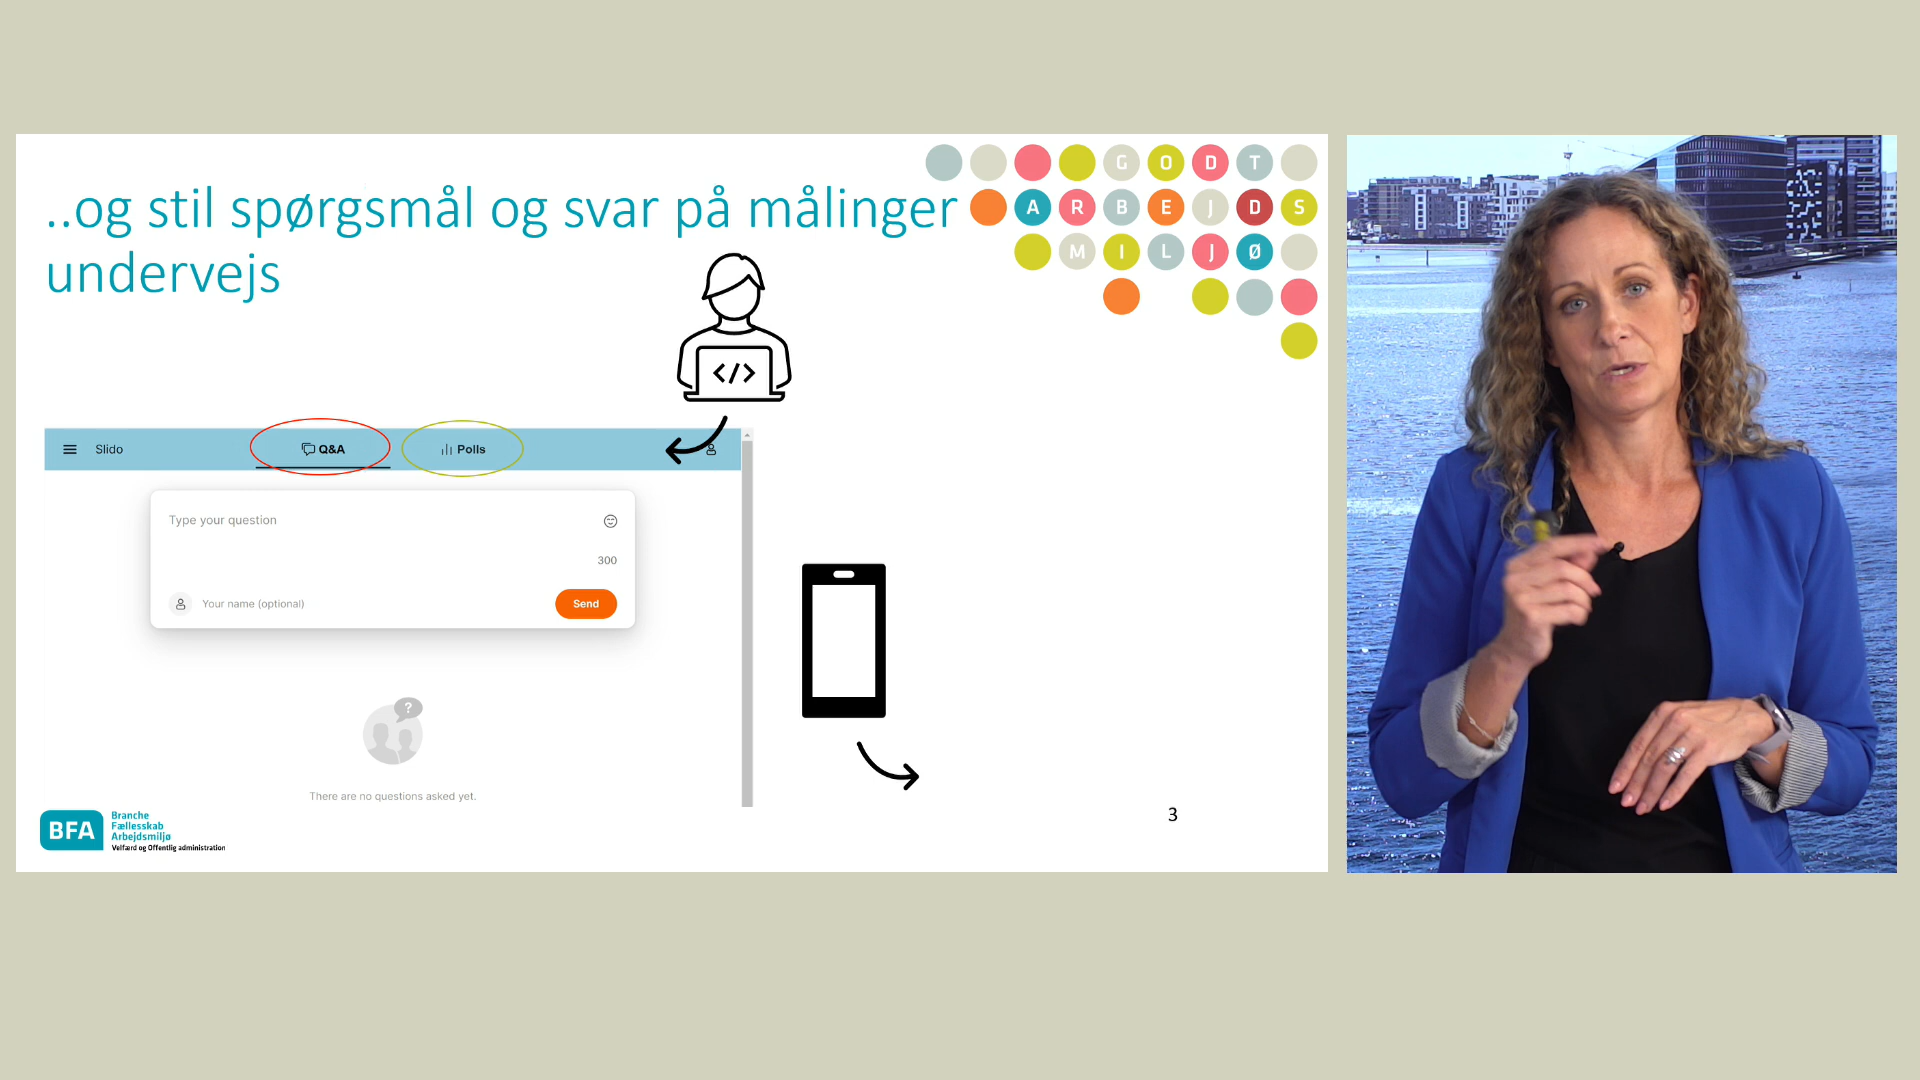 ..og stil spørgsmål og svar på målinger
undervejs
G O D T
A R B E J D S
M I L J Ø
</>
Slido
Q&A
Polls
Type your question
300
Your name (optional)
Send
?
There are no questions asked yet.
BFA
Branche
Fællesskab
Arbejdsmiljø
Velfærd og Offentlig administration
3